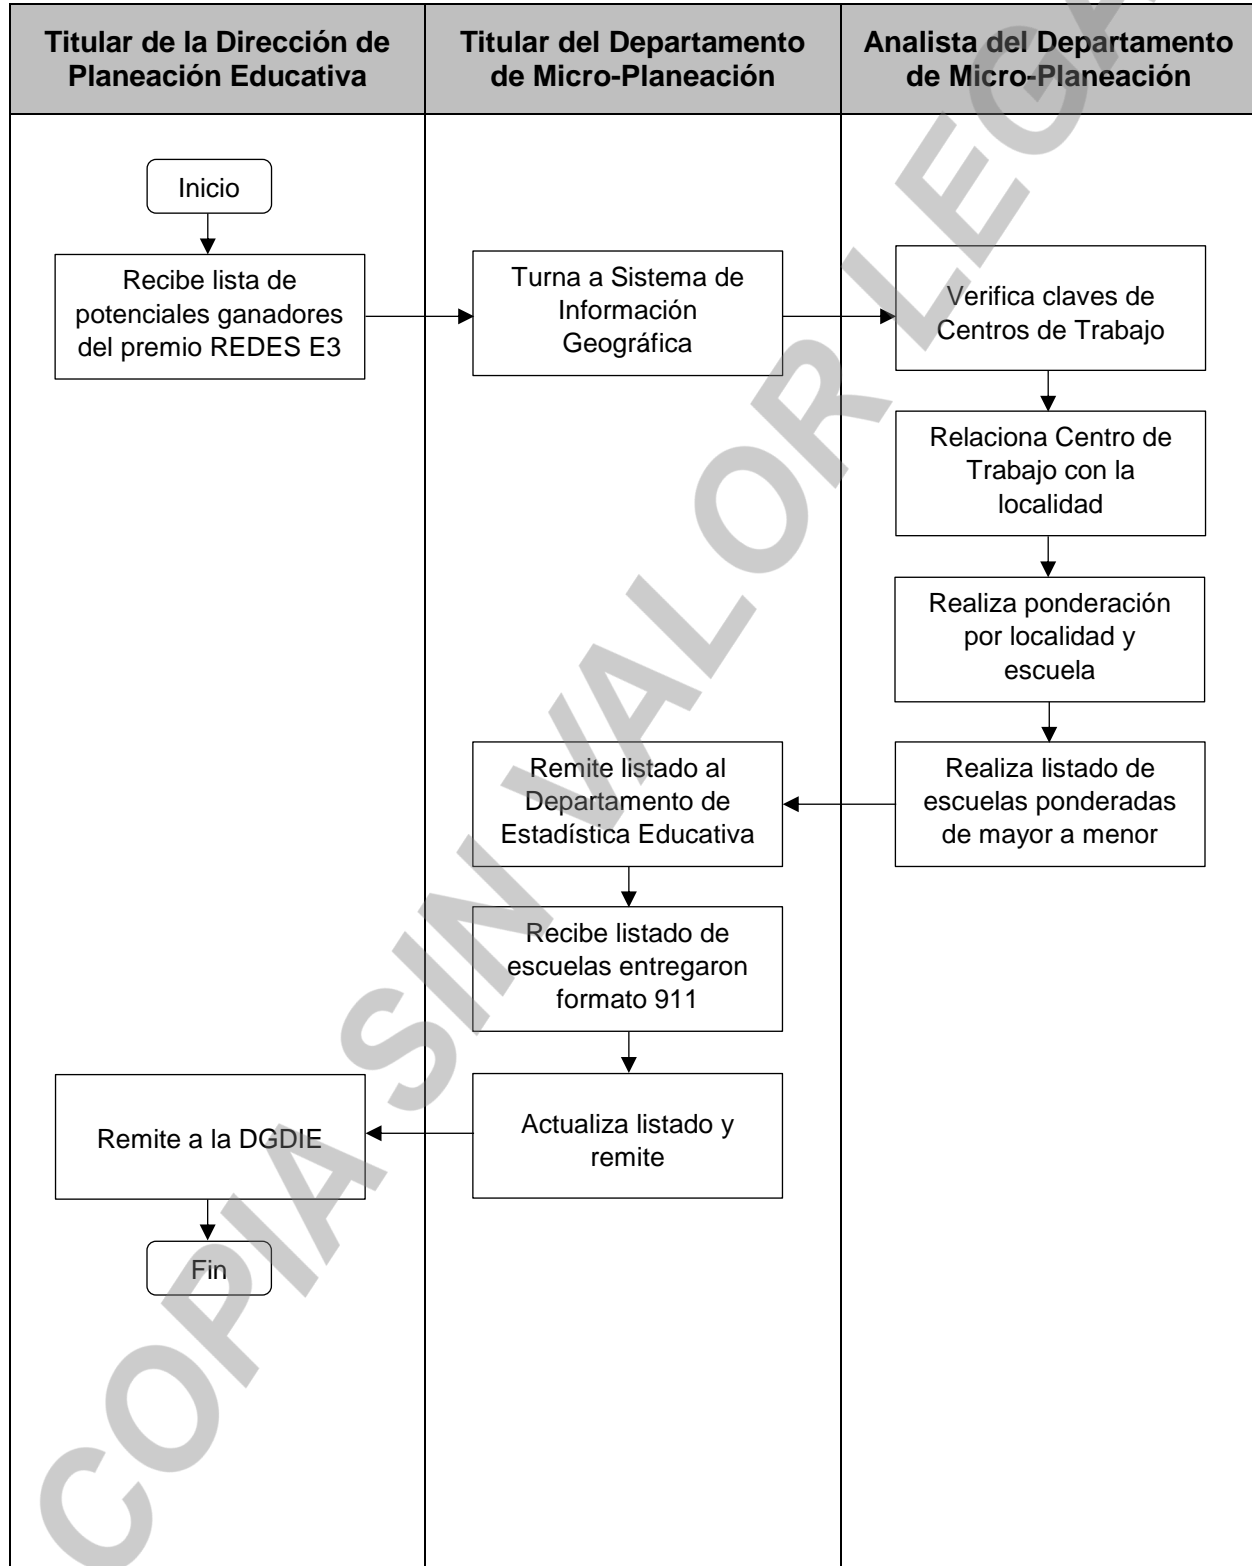 Titular de la Dirección de
Planeación Educativa
Titular del Departamento
de Micro-Planeación
Analista del Departamento
de Micro-Planeación
Inicio
Recibe lista de
potenciales ganadores
del premio REDES E3
Turna a Sistema de
Información
Geográfica
Verifica claves de
Centros de Trabajo
Relaciona Centro de
Trabajo con la
localidad
Realiza ponderación
por localidad y
escuela
Realiza listado de
escuelas ponderadas
de mayor a menor
Remite listado al
Departamento de
Estadística Educativa
Recibe listado de
escuelas entregaron
formato 911
Actualiza listado y
remite
Remite a la DGDIE
Fin
COPIA SIN VALOR LEGA